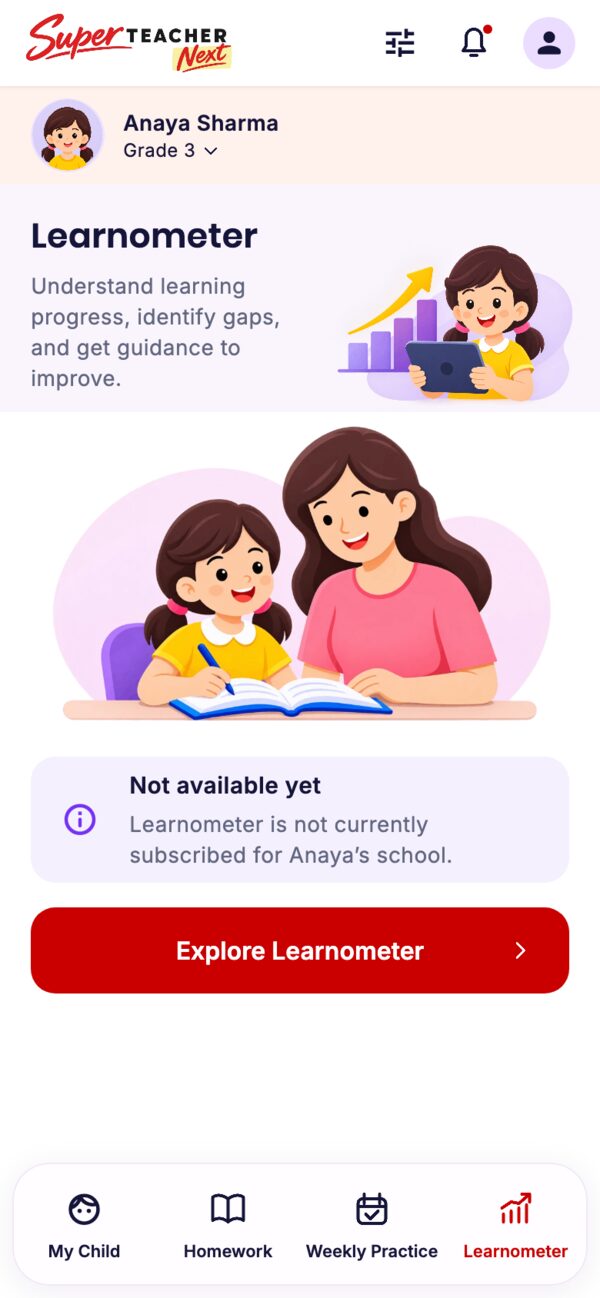 Super TEACHER
Next
Anaya Sharma
Grade 3
Learnometer
Understand learning
progress, identify gaps,
and get guidance to
improve.
Not available yet
Learnometer is not currently
subscribed for Anaya’s school.
Explore Learnometer
My Child
Homework
Weekly Practice
Learnometer